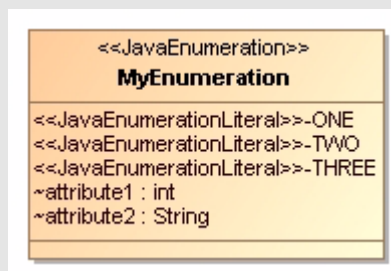 <<JavaEnumeration>>
MyEnumeration
<<JavaEnumerationLiteral>>-ONE
<<JavaEnumerationLiteral>>-TWO
<<JavaEnumerationLiteral>>-THREE
~attribute1 : int
~attribute2 : String